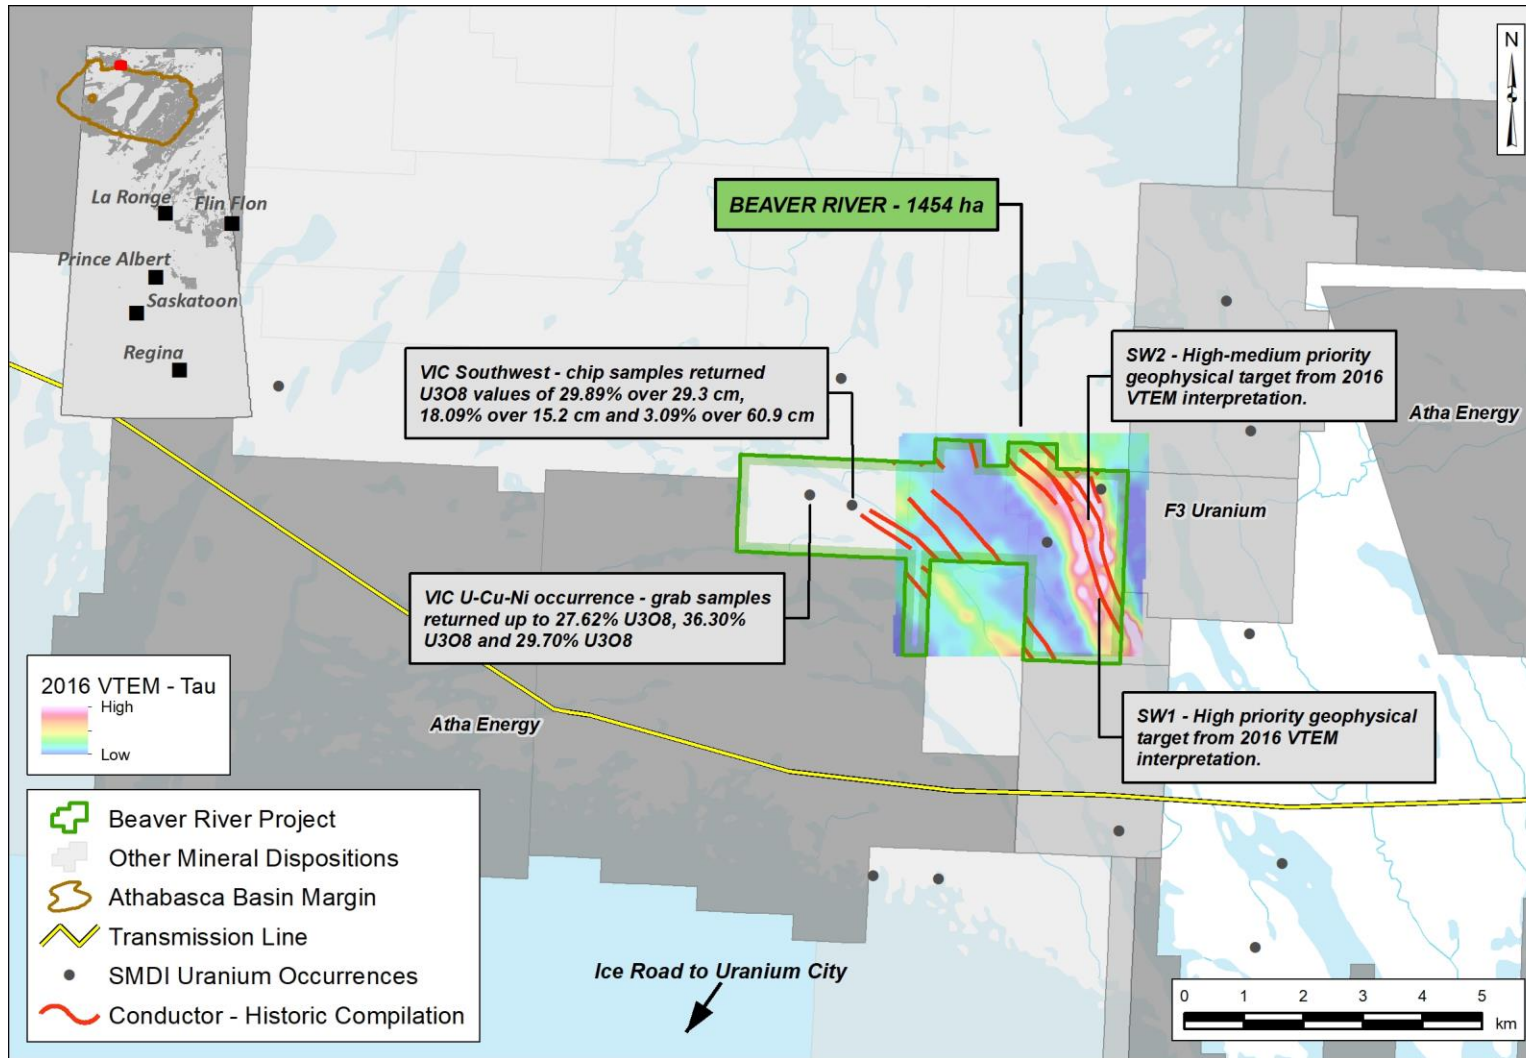 N
La Ronge
Flin Flon
Prince Albert
Saskatoon
Regina
BEAVER RIVER - 1454 ha
VIC Southwest - chip samples returned
U3O8 values of 29.89% over 29.3 cm,
18.09% over 15.2 cm and 3.09% over 60.9 cm
SW2 - High-medium priority
geophysical target from 2016
VTEM interpretation.
Atha Energy
F3 Uranium
VIC U-Cu-Ni occurrence - grab samples
returned up to 27.62% U3O8, 36.30%
U3O8 and 29.70% U3O8
SW1 - High priority geophysical
target from 2016 VTEM
interpretation.
Atha Energy
2016 VTEM - Tau
High
Low
Beaver River Project
Other Mineral Dispositions
Athabasca Basin Margin
Transmission Line
SMDI Uranium Occurrences
Conductor - Historic Compilation
Ice Road to Uranium City
0 1 2 3 4 5
km